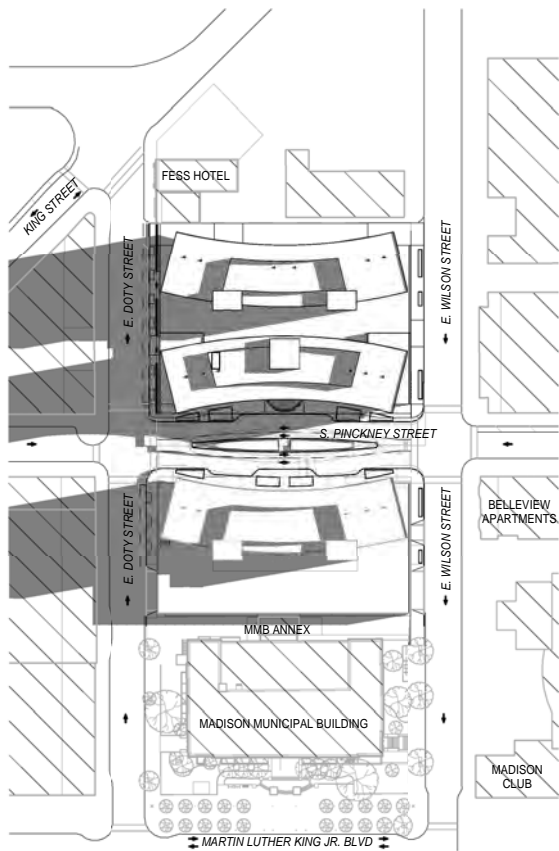 FESS HOTEL
KING STREET
E. DOTY STREET
E. WILSON STREET
S. PINCKNEY STREET
E. DOTY STREET
E. WILSON STREET
BELLEVIEW
APARTMENTS
MMB ANNEX
MADISON MUNICIPAL BUILDING
MADISON
CLUB
MARTIN LUTHER KING JR. BLVD